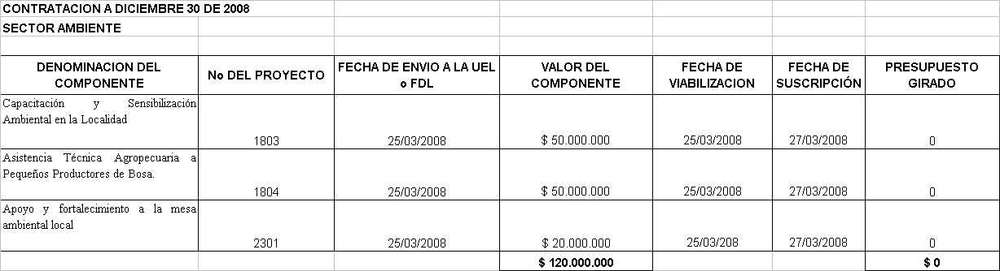 CONTRATACION A DICIEMBRE 30 DE 2008
SECTOR AMBIENTE
DENOMINACION DEL COMPONENTE No DEL PROYECTO FECHA DE ENVIO A LA UEL o FDL VALOR DEL COMPONENTE FECHA DE VIABILIZACION FECHA DE SUSCRIPCIÓN PRESUPUESTO GIRADO
Capacitación y Sensibilización
Ambiental en la Localidad
1803 25/03/2008 $ 50.000.000 25/03/2008 27/03/2008 0
Asistencia Técnica Agropecuaria a
Pequeños Productores de Bosa.
1804 25/03/2008 $ 50.000.000 25/03/2008 27/03/2008 0
Apoyo y fortalecimiento a la mesa
ambiental local
2301 25/03/2008 $ 20.000.000 25/03/208 27/03/2008 0
$ 120.000.000 $ 0